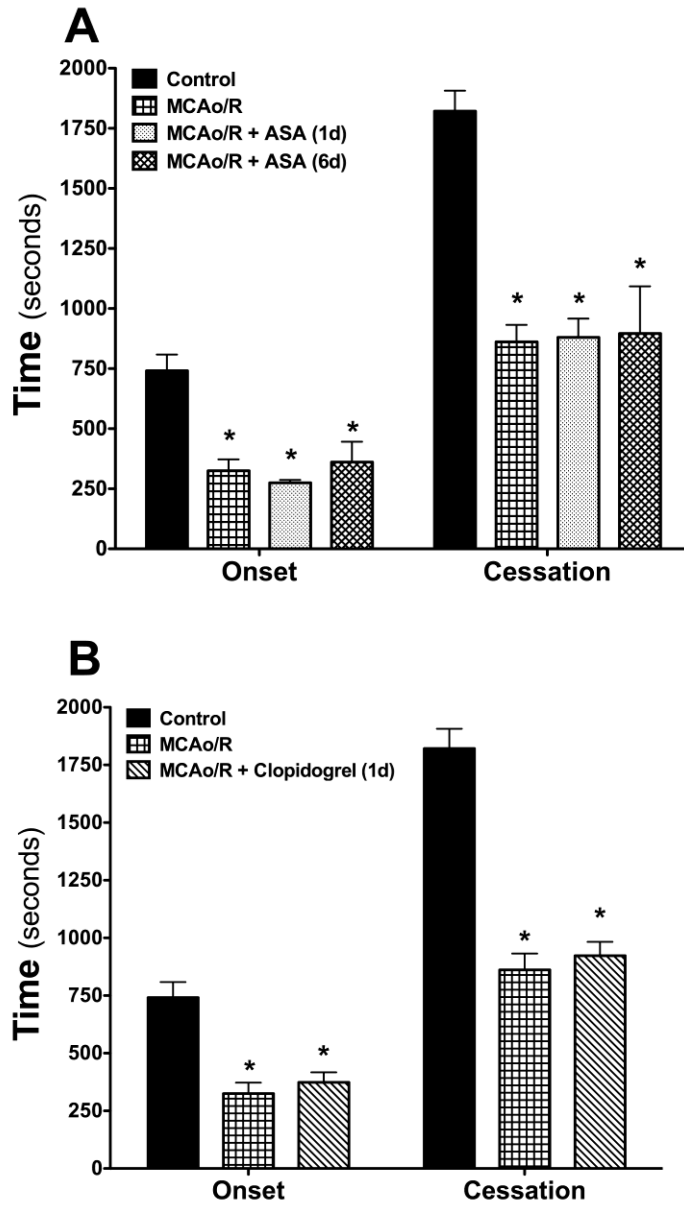 A
2000
1750
1500
1250
1000
750
500
250
0
Time (seconds)
Control
MCAo/R
MCAo/R + ASA (1d)
MCAo/R + ASA (6d)
* * *
* * *
Onset Cessation
B
2000
1750
1500
1250
1000
750
500
250
0
Time (seconds)
Control
MCAo/R
MCAo/R + Clopidogrel (1d)
* *
* *
Onset Cessation